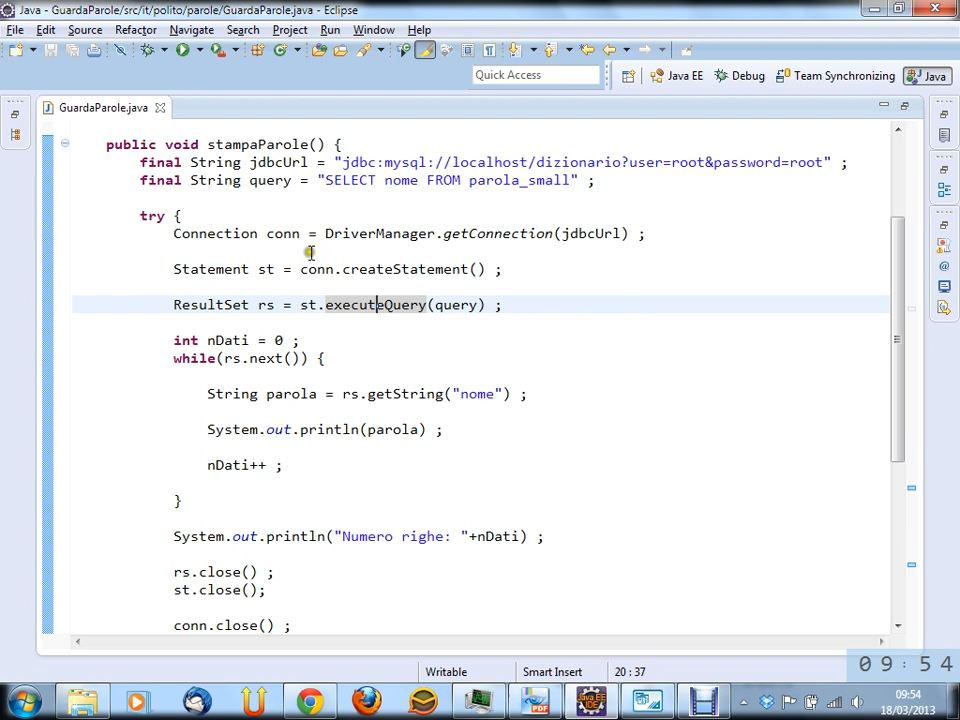 Java - GuardaParole/src/it/polito/parole/GuardaParole.java - Eclipse
File Edit Source Refactor Navigate Search Project Run Window Help
Quick Access
Java EE Debug Team Synchronizing Java
GuardaParole.java
public void stampaParole() {
final String jdbcUrl = "jdbc:mysql://localhost/dizionario?user=root&password=root" ;
final String query = "SELECT nome FROM parola_small" ;
try {
Connection conn = DriverManager.getConnection(jdbcUrl) ;
Statement st = conn.createStatement() ;
ResultSet rs = st.executeQuery(query) ;
int nDati = 0 ;
while(rs.next()) {
String parola = rs.getString("nome") ;
System.out.println(parola) ;
nDati++ ;
}
System.out.println("Numero righe: "+nDati) ;
rs.close() ;
st.close();
conn.close() ;
Writable Smart Insert 20 : 37
09:54
09:54
18/03/2013